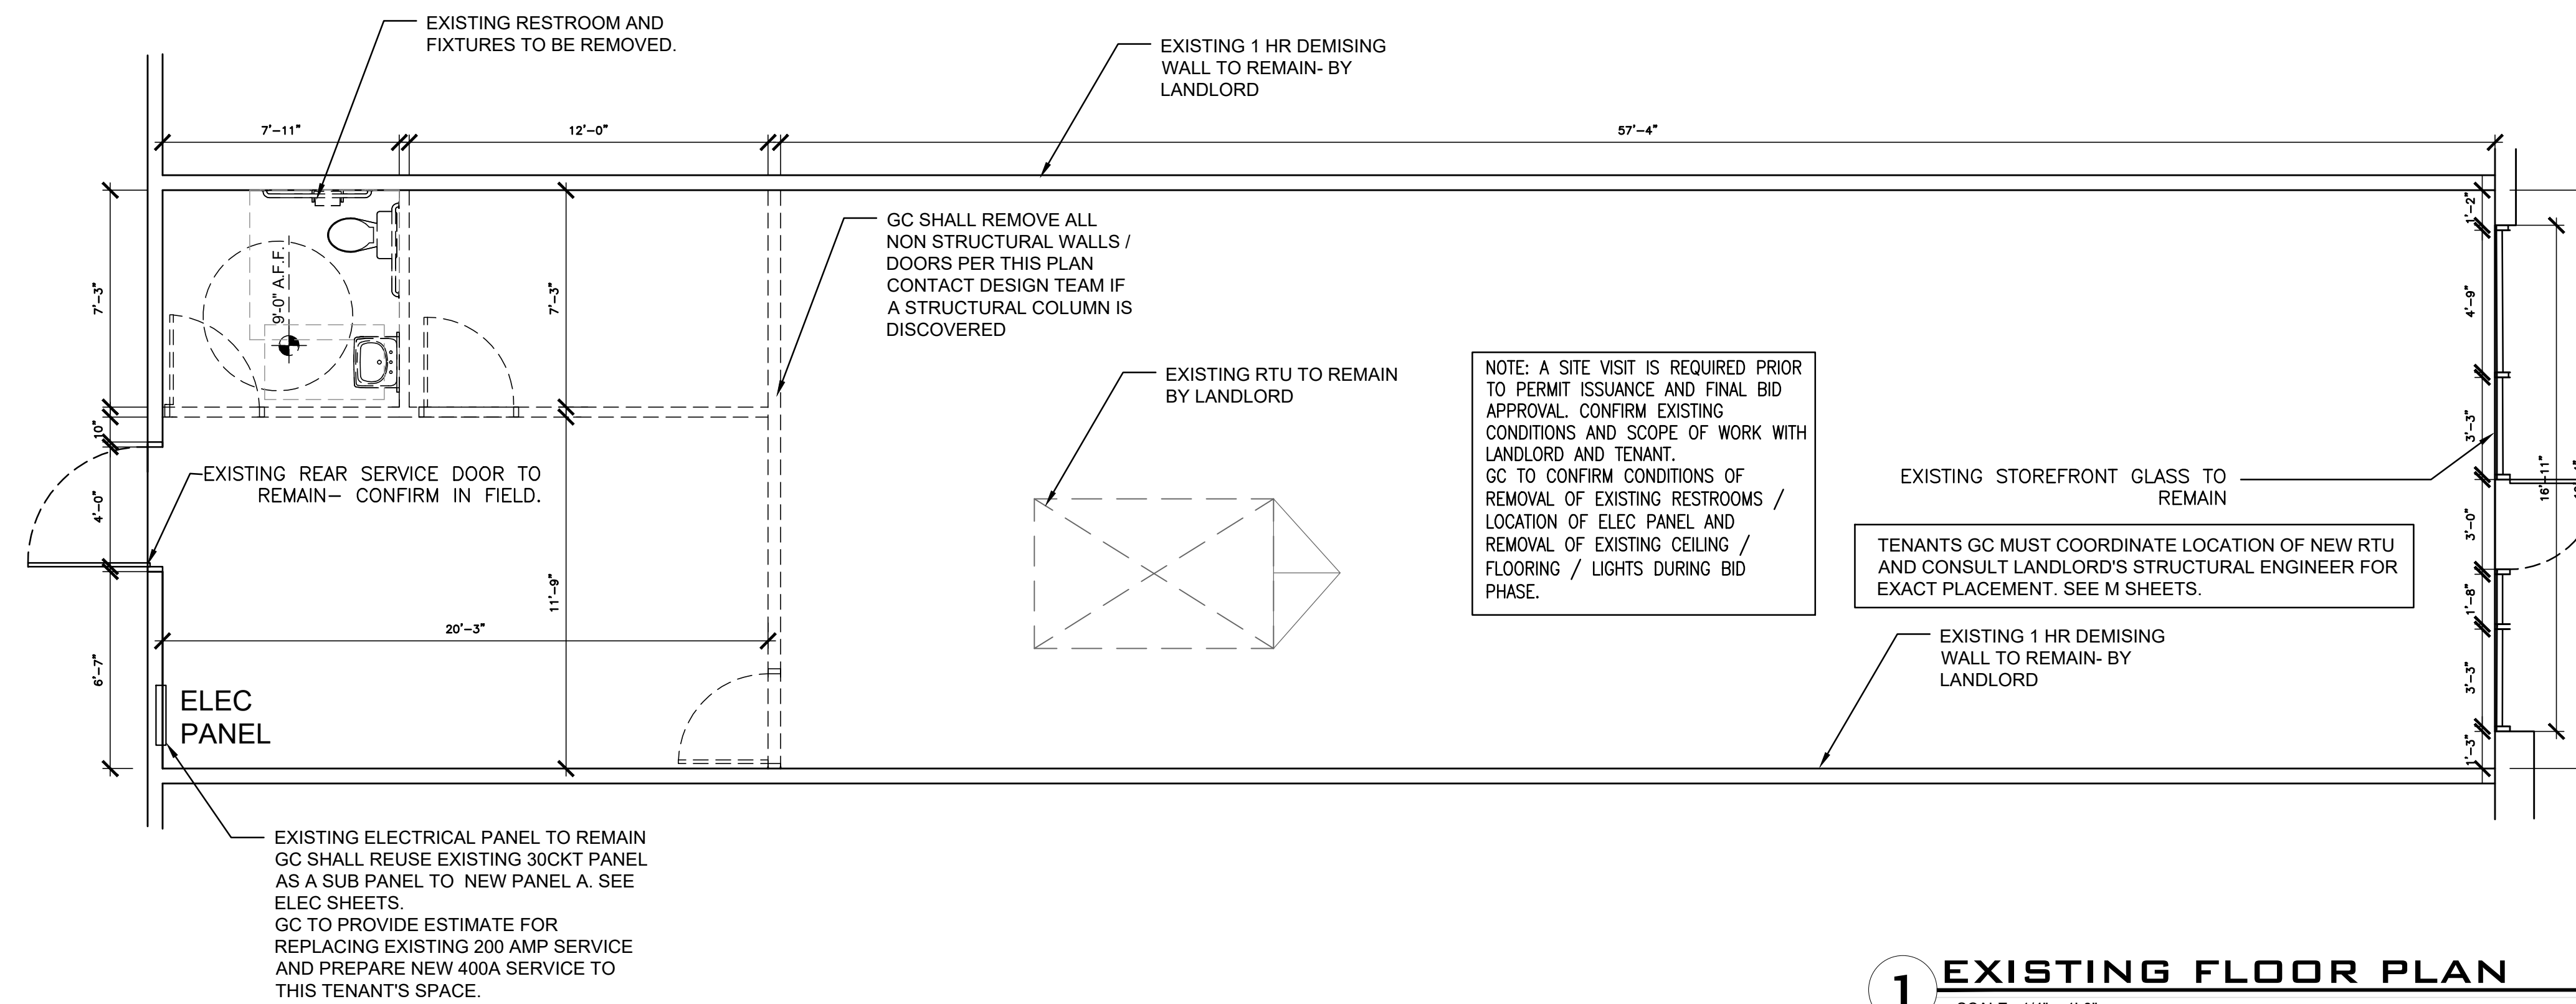 EXISTING RESTROOM AND
FIXTURES TO BE REMOVED.
EXISTING 1 HR DEMISING
WALL TO REMAIN- BY
LANDLORD
7'-11"
12'-0"
57'-4"
7'-3"
10"
4'-0"
6'-7"
9'-0" A.F.F.
7'-3"
11'-9"
20'-3"
GC SHALL REMOVE ALL
NON STRUCTURAL WALLS /
DOORS PER THIS PLAN
CONTACT DESIGN TEAM IF
A STRUCTURAL COLUMN IS
DISCOVERED
EXISTING RTU TO REMAIN
BY LANDLORD
EXISTING REAR SERVICE DOOR TO
REMAIN– CONFIRM IN FIELD.
NOTE: A SITE VISIT IS REQUIRED PRIOR
TO PERMIT ISSUANCE AND FINAL BID
APPROVAL. CONFIRM EXISTING
CONDITIONS AND SCOPE OF WORK WITH
LANDLORD AND TENANT.
GC TO CONFIRM CONDITIONS OF
REMOVAL OF EXISTING RESTROOMS /
LOCATION OF ELEC PANEL AND
REMOVAL OF EXISTING CEILING /
FLOORING / LIGHTS DURING BID
PHASE.
EXISTING STOREFRONT GLASS TO
REMAIN
TENANTS GC MUST COORDINATE LOCATION OF NEW RTU
AND CONSULT LANDLORD'S STRUCTURAL ENGINEER FOR
EXACT PLACEMENT. SEE M SHEETS.
EXISTING 1 HR DEMISING
WALL TO REMAIN- BY
LANDLORD
1'-2"
4'-9"
3'-3"
3'-0"
1'-8"
3'-3"
1'-3"
16'-11"
ELEC
PANEL
EXISTING ELECTRICAL PANEL TO REMAIN
GC SHALL REUSE EXISTING 30CKT PANEL
AS A SUB PANEL TO NEW PANEL A. SEE
ELEC SHEETS.
GC TO PROVIDE ESTIMATE FOR
REPLACING EXISTING 200 AMP SERVICE
AND PREPARE NEW 400A SERVICE TO
THIS TENANT'S SPACE.
1
EXISTING FLOOR PLAN